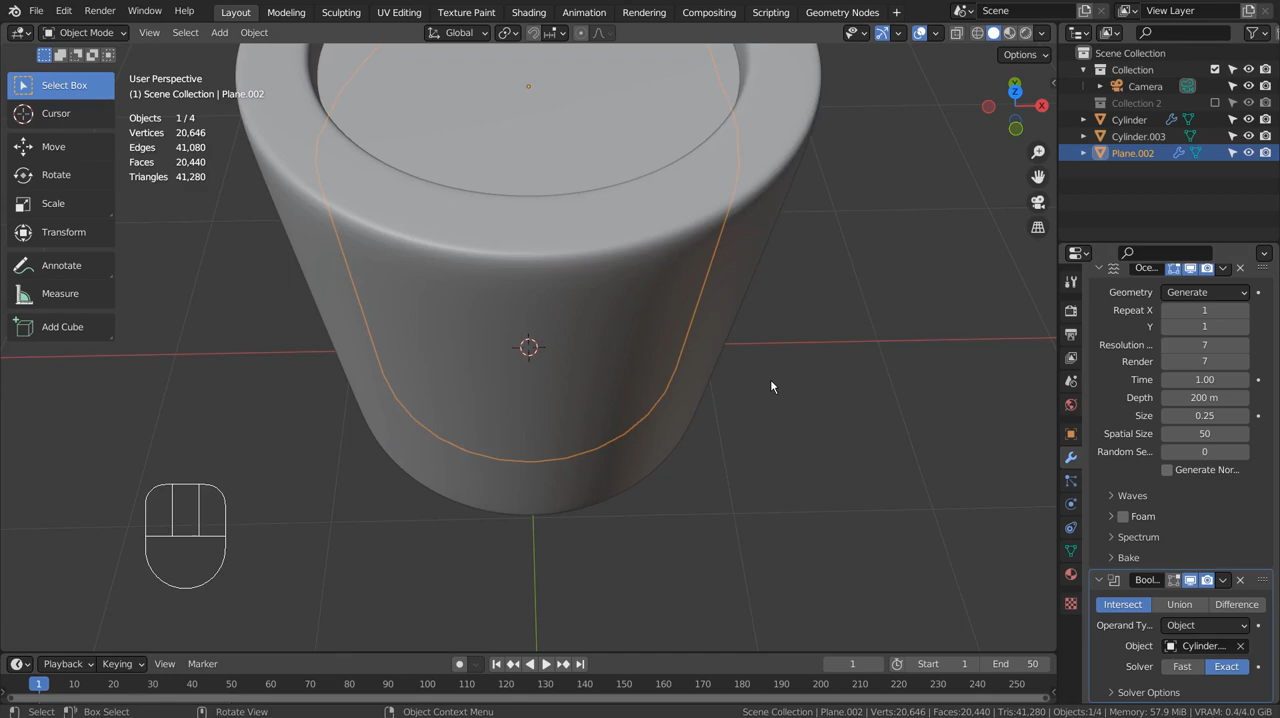 File Edit Render Window Help Layout Modeling Sculpting UV Editing Texture Paint Shading Animation Rendering Compositing Scripting Geometry Nodes + Scene View Layer
Object Mode View Select Add Object Global Options
Select Box
Cursor
Move
Rotate
Scale
Transform
Annotate
Measure
Add Cube
User Perspective
(1) Scene Collection | Plane.002
Objects 1 / 4
Vertices 20,646
Edges 41,080
Faces 20,440
Triangles 41,280
Y
Z
X
Scene Collection
Collection
Camera
Collection 2
Cylinder
Cylinder.003
Plane.002
Oce...
Geometry Generate
Repeat X 1
Y 1
Resolution ... 7
Render 7
Time 1.00
Depth 200 m
Size 0.25
Spatial Size 50
Random Se... 0
Generate Nor...
Waves
Foam
Spectrum
Bake
Bool...
Intersect Union Difference
Operand Ty... Object
Object Cylinder....
Solver Fast Exact
Solver Options
Playback Keying View Marker 1 Start 1 End 50
1 10 20 30 40 50 60 70 80 90 100 110 120 130 140 150 160 170 180 190 200 210 220 230 240 250
Select Box Select Rotate View Object Context Menu Scene Collection | Plane.002 | Verts:20,646 | Faces:20,440 | Tris:41,280 | Objects:1/4 | Memory: 57.9 MiB | VRAM: 0.4/4.0 GiB